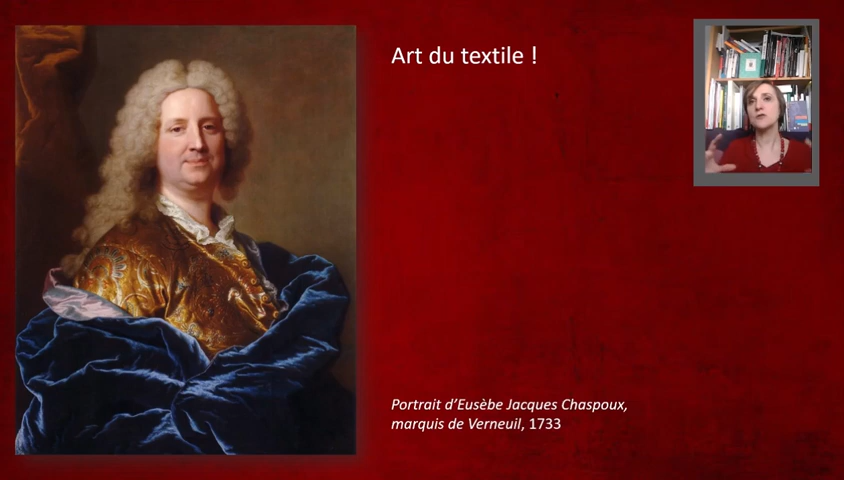 Art du textile !
Portrait d’Eusèbe Jacques Chaspoux,
marquis de Verneuil, 1733